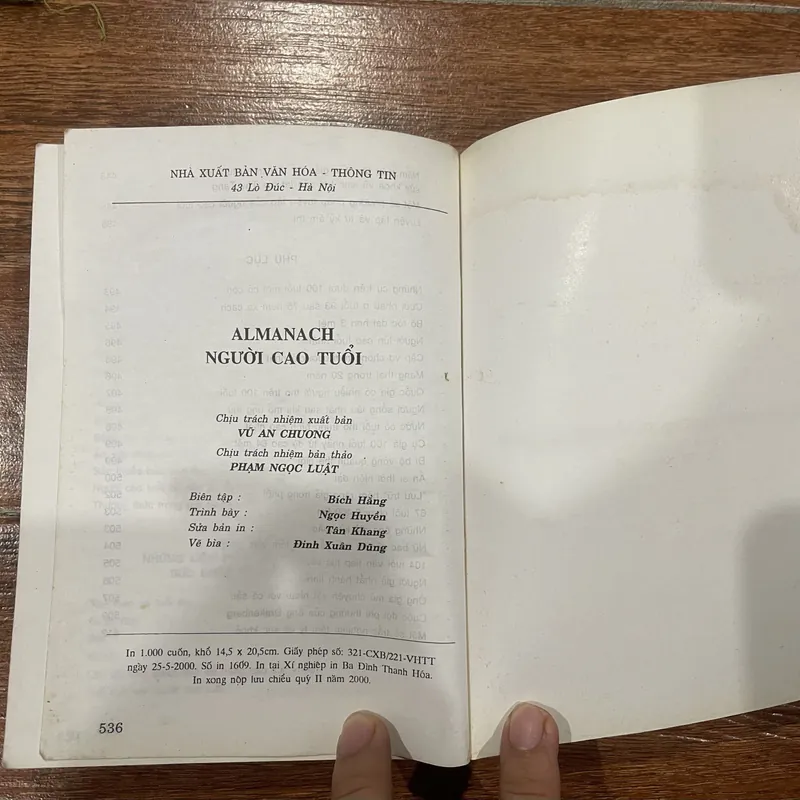 NHÀ XUẤT BẢN VĂN HÓA - THÔNG TIN
43 Lò Đúc - Hà Nội
ALMANACH
NGƯỜI CAO TUỔI
Chịu trách nhiệm xuất bản
VŨ AN CHƯƠNG
Chịu trách nhiệm bản thảo
PHẠM NGỌC LUẬT
Biên tập : Bích Hằng
Trình bày : Ngọc Huyền
Sửa bản in : Tân Khang
Vẽ bìa : Đinh Xuân Dũng
In 1.000 cuốn, khổ 14,5 x 20,5cm. Giấy phép số: 321-CXB/221-VHTT
ngày 25-5-2000. Số in 1609. In tại Xí nghiệp in Ba Đình Thanh Hóa.
In xong nộp lưu chiểu quý II năm 2000.
536